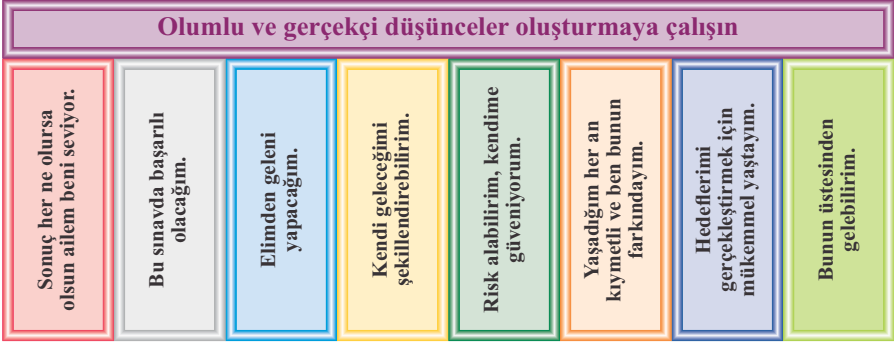 Olumlu ve gerçekçi düşünceler oluşturmaya çalışın
Sonuç her ne olursa
olsun ailem beni seviyor.
Bu sınavda başarılı
olacağım.
Elimden geleni
yapacağım.
Kendi geleceğimi
şekillendirebilirim.
Risk alabilirim, kendime
güveniyorum.
Yaşadığım her an
kıymetli ve ben bunun
farkındayım.
Hedeflerimi
gerçekleştirmek için
mükemmel yaştayım.
Bunun üstesinden
gelebilirim.